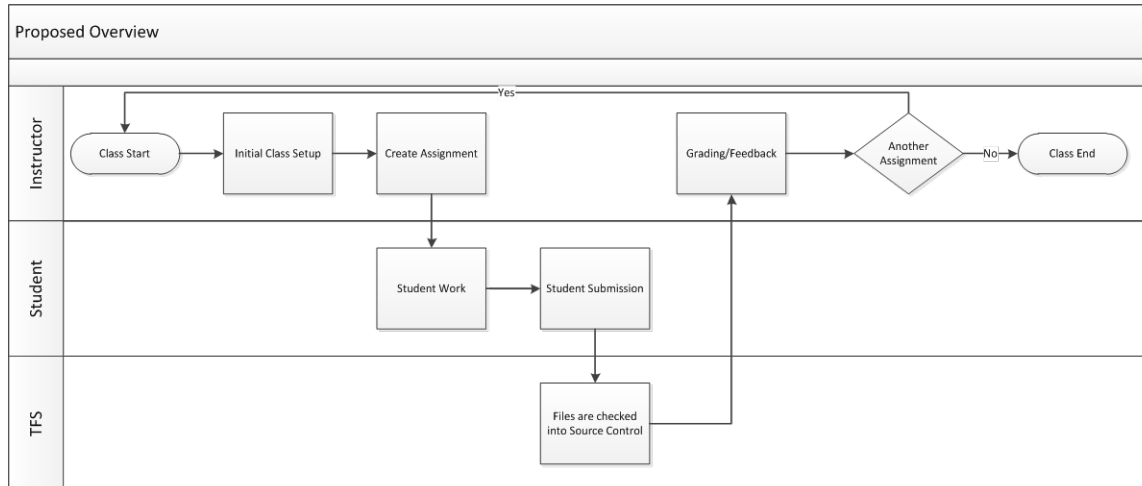 Proposed Overview
Instructor
Yes
Class Start
Initial Class Setup
Create Assignment
Grading/Feedback
Another
Assignment
No
Class End
Student
Student Work
Student Submission
TFS
Files are checked
into Source Control